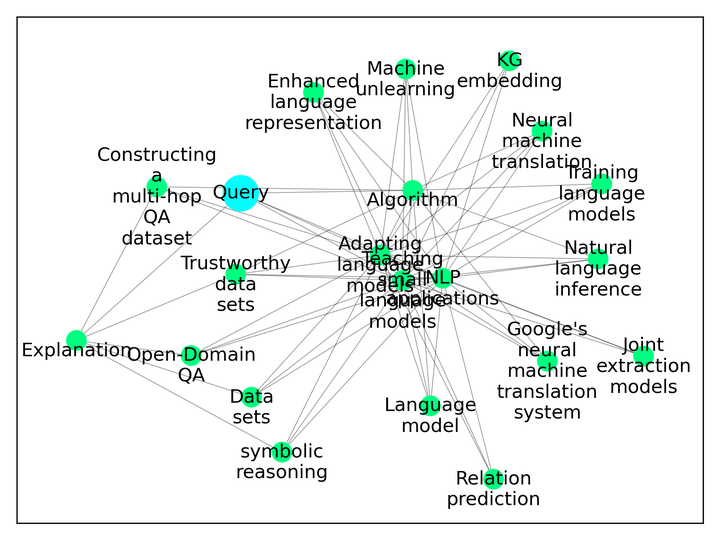 KG
embedding
Machine
unlearning
Enhanced
language
representation
Neural
machine
translation
Constructing
a
multi-hop
QA
dataset
Query
Algorithm
Training
language
models
Adapting
language
models
Teaching
small
language
models
NLP
applications
Natural
language
inference
Trustworthy
data
sets
Explanation
Open-Domain
QA
Google's
neural
machine
translation
system
Joint
extraction
models
Data
sets
Language
model
symbolic
reasoning
Relation
prediction